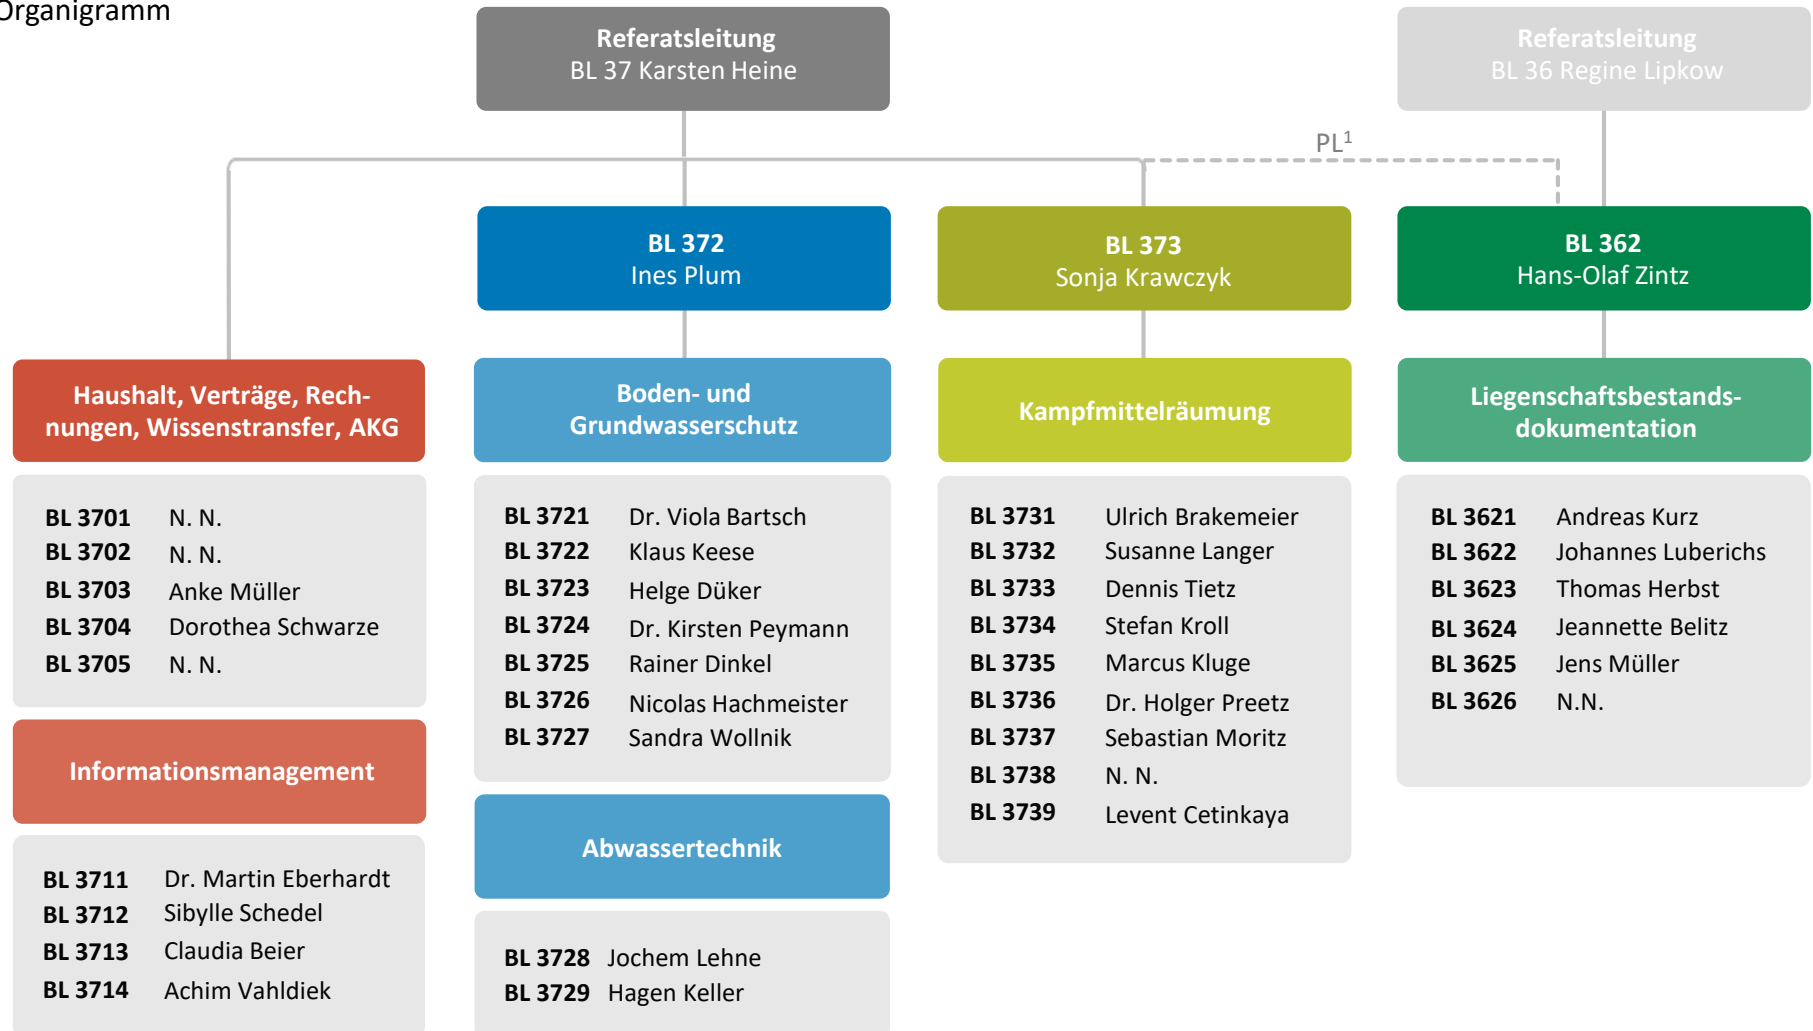 Organigramm
Referatsleitung
BL 37 Karsten Heine
Referatsleitung
BL 36 Regine Lipkow
PL¹
BL 372
Ines Plum
BL 373
Sonja Krawczyk
BL 362
Hans-Olaf Zintz
Haushalt, Verträge, Rech-
nungen, Wissenstransfer, AKG
BL 3701 N. N.
BL 3702 N. N.
BL 3703 Anke Müller
BL 3704 Dorothea Schwarze
BL 3705 N. N.
Informationsmanagement
BL 3711 Dr. Martin Eberhardt
BL 3712 Sibylle Schedel
BL 3713 Claudia Beier
BL 3714 Achim Vahldiek
Boden- und
Grundwasserschutz
BL 3721 Dr. Viola Bartsch
BL 3722 Klaus Keese
BL 3723 Helge Düker
BL 3724 Dr. Kirsten Peymann
BL 3725 Rainer Dinkel
BL 3726 Nicolas Hachmeister
BL 3727 Sandra Wollnik
Abwassertechnik
BL 3728 Jochem Lehne
BL 3729 Hagen Keller
Kampfmittelräumung
BL 3731 Ulrich Brakemeier
BL 3732 Susanne Langer
BL 3733 Dennis Tietz
BL 3734 Stefan Kroll
BL 3735 Marcus Kluge
BL 3736 Dr. Holger Preetz
BL 3737 Sebastian Moritz
BL 3738 N. N.
BL 3739 Levent Cetinkaya
Liegenschaftsbestands-
dokumentation
BL 3621 Andreas Kurz
BL 3622 Johannes Luberichs
BL 3623 Thomas Herbst
BL 3624 Jeannette Belitz
BL 3625 Jens Müller
BL 3626 N.N.